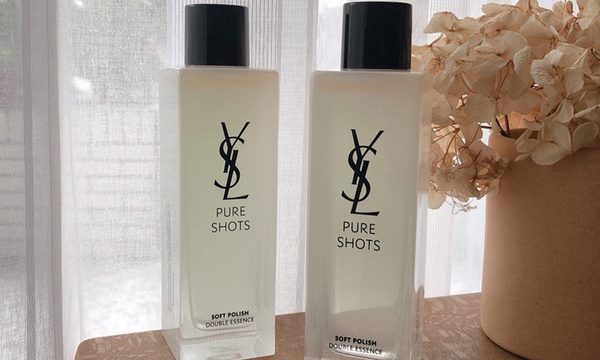 YSL
PURE
SHOTS
SOFT POLISH
DOUBLE ESSENCE
YSL
PURE
SHOTS
SOFT POLISH
DOUBLE ESSENCE